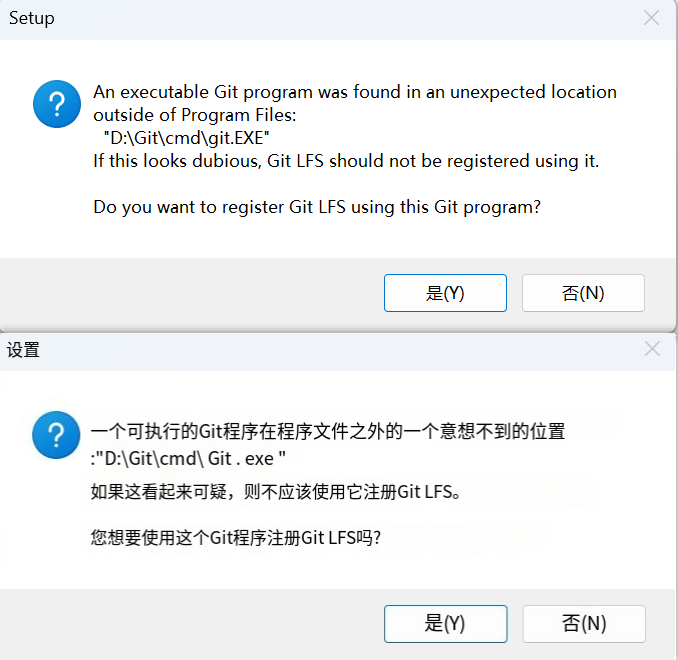 Setup
An executable Git program was found in an unexpected location
outside of Program Files:
"D:\Git\cmd\git.EXE"
If this looks dubious, Git LFS should not be registered using it.
Do you want to register Git LFS using this Git program?
是(Y)
否(N)
设置
一个可执行的Git程序在程序文件之外的一个意想不到的位置
:"D:\Git\cmd\ Git . exe "
如果这看起来可疑，则不应该使用它注册Git LFS。
您想要使用这个Git程序注册Git LFS吗?
是(Y)
否(N)